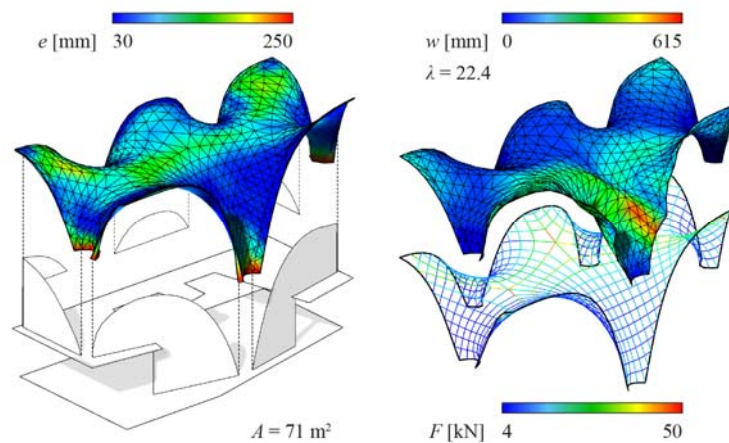 e [mm]
30
250
w [mm]
0
615
λ = 22.4
A = 71 m²
F [kN]
4
50